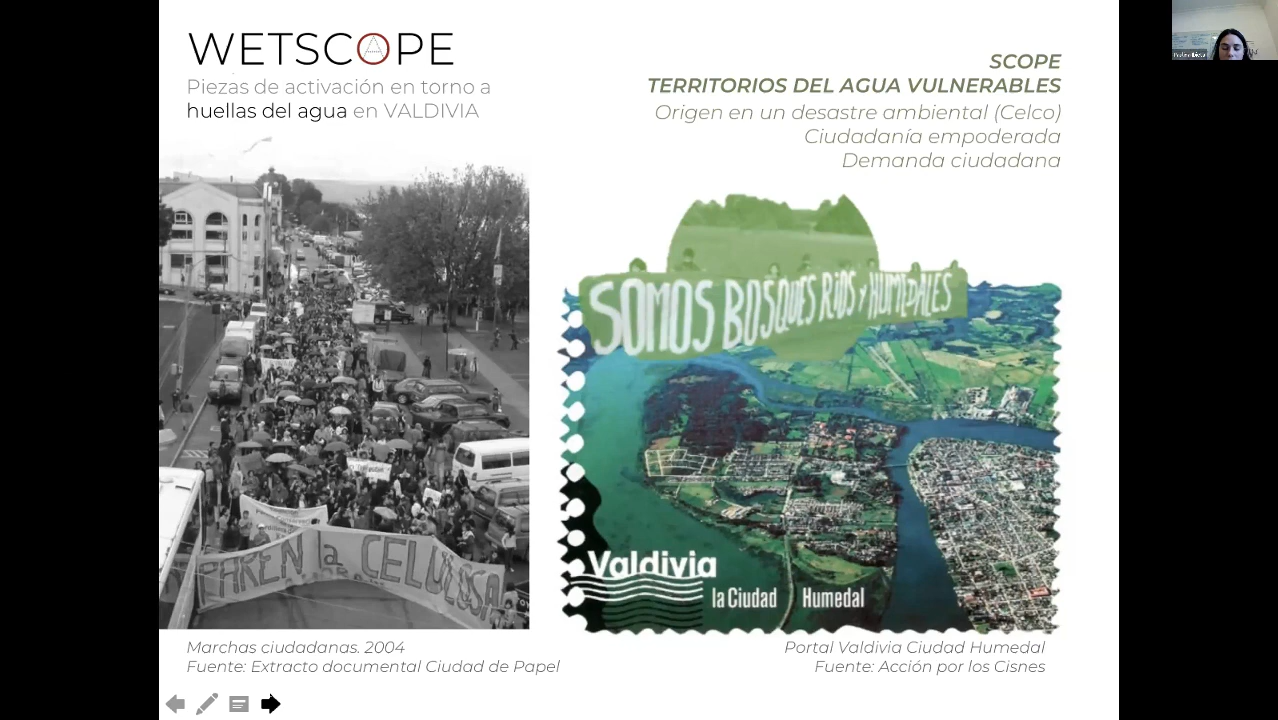 WETSCOPE
Piezas de activación en torno a
huellas del agua en VALDIVIA
SCOPE
TERRITORIOS DEL AGUA VULNERABLES
Origen en un desastre ambiental (Celco)
Ciudadanía empoderada
Demanda ciudadana
SOMOS BOSQUES RIOS Y HUMEDALES
PAREN a CELULOSA
Valdivia
la Ciudad Humedal
Marchas ciudadanas. 2004
Fuente: Extracto documental Ciudad de Papel
Portal Valdivia Ciudad Humedal
Fuente: Acción por los Cisnes